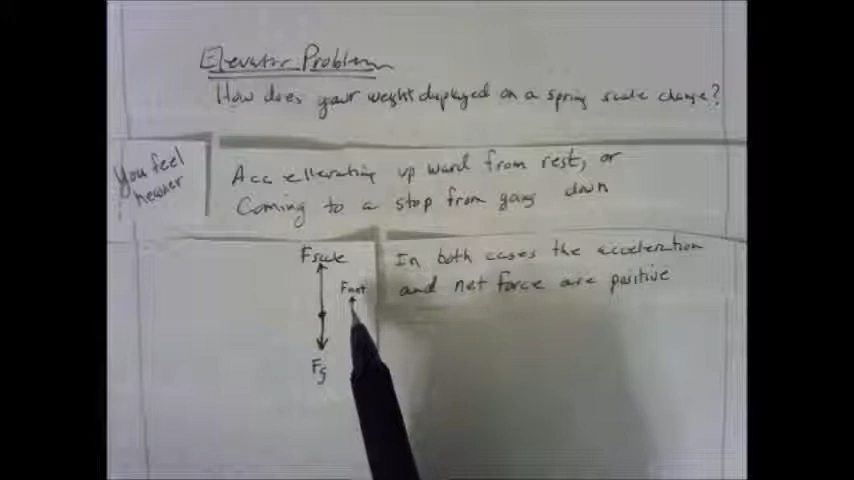 Elevator Problem
How does your weight displayed on a spring scale change?
You feel
heavier
Accellerating upward from rest, or
Coming to a stop from going down
Fscale
Fnet
Fg
In both cases the acceleration
and net force are positive